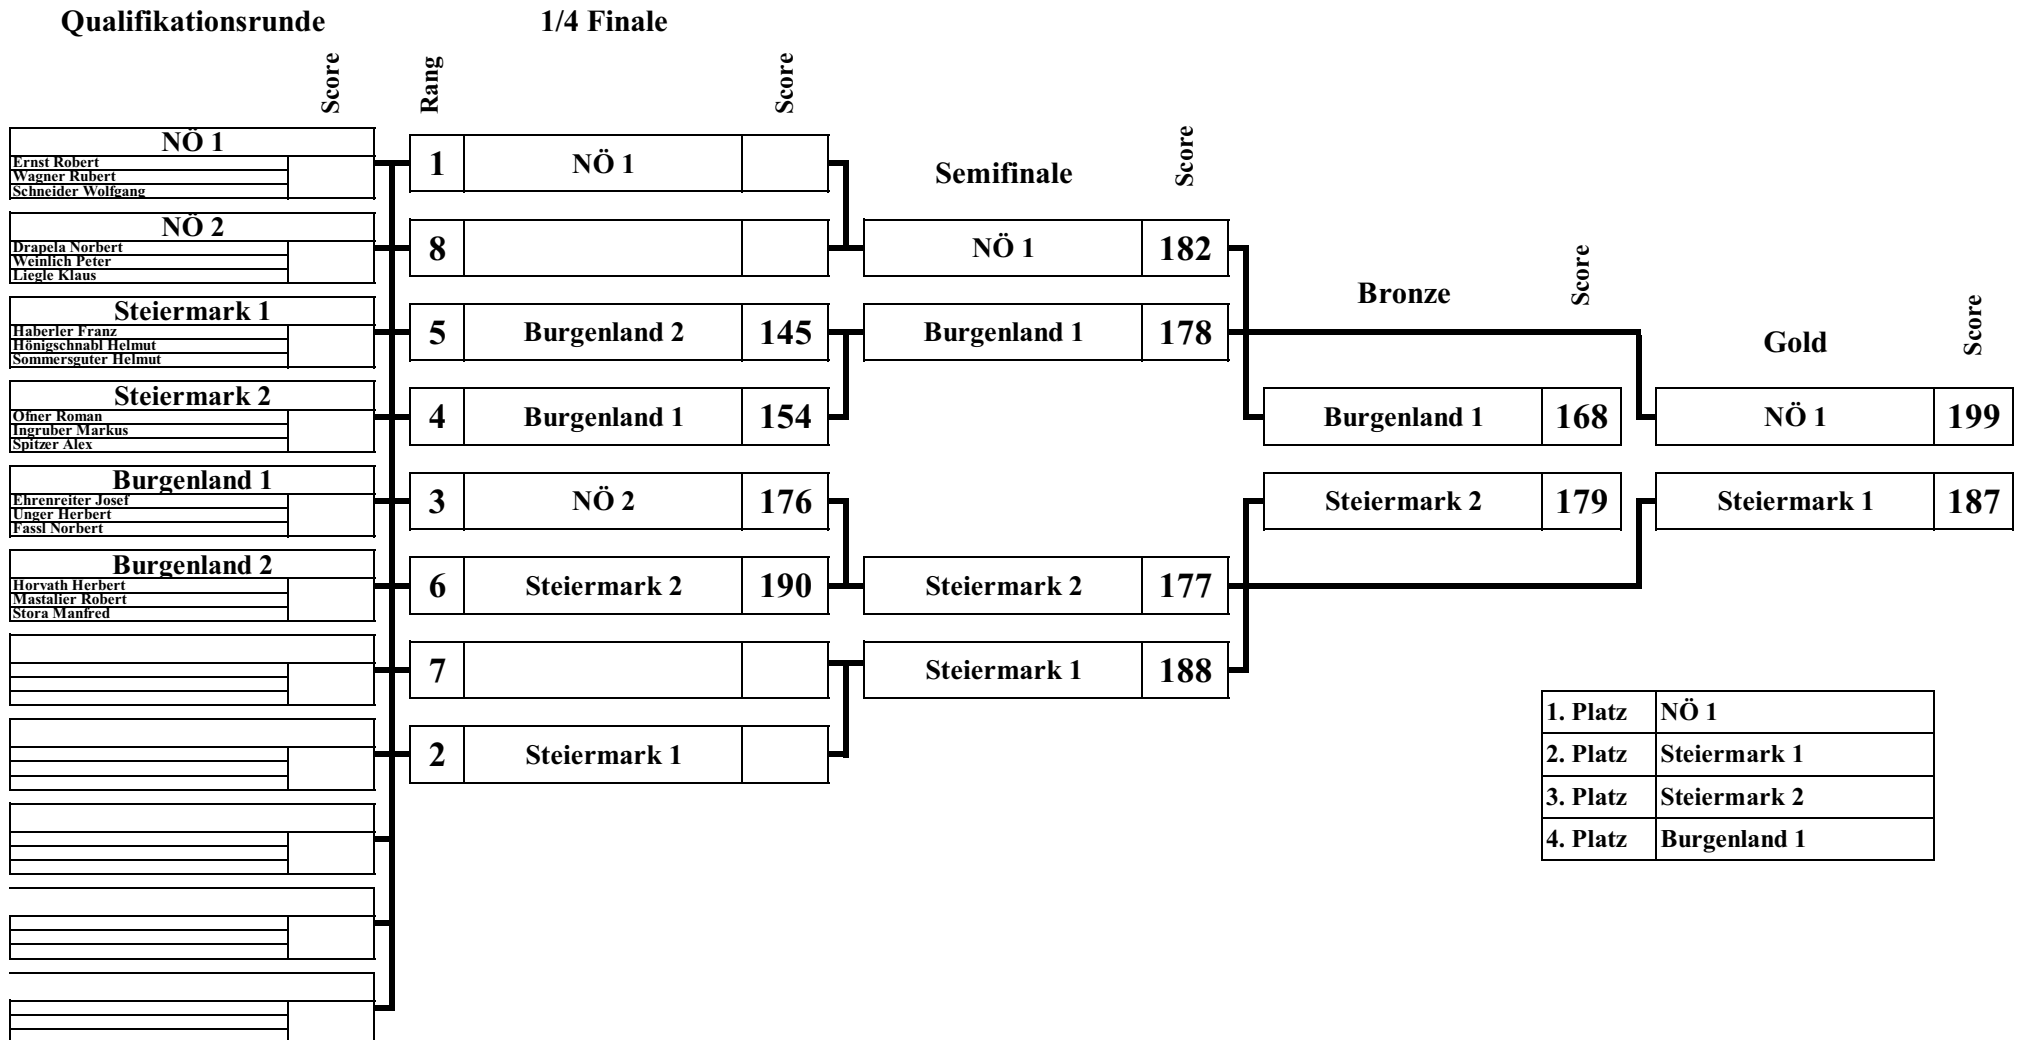 Qualifikationsrunde
Score
NÖ 1
Ernst Robert
Wagner Rubert
Schneider Wolfgang
NÖ 2
Drapela Norbert
Weinlich Peter
Liegle Klaus
Steiermark 1
Haberler Franz
Hönigschnabl Helmut
Sommersguter Helmut
Steiermark 2
Ofner Roman
Ingruber Markus
Spitzer Alex
Burgenland 1
Ehrenreiter Josef
Unger Herbert
Fassl Norbert
Burgenland 2
Horvath Herbert
Mastalier Robert
Stora Manfred
1/4 Finale
Rang
Score
1 NÖ 1
8
5 Burgenland 2 145
4 Burgenland 1 154
3 NÖ 2 176
6 Steiermark 2 190
7
2 Steiermark 1
Semifinale
Score
NÖ 1 182
Burgenland 1 178
Steiermark 2 177
Steiermark 1 188
Bronze
Score
Burgenland 1 168
Steiermark 2 179
Gold
Score
NÖ 1 199
Steiermark 1 187
1. Platz NÖ 1
2. Platz Steiermark 1
3. Platz Steiermark 2
4. Platz Burgenland 1